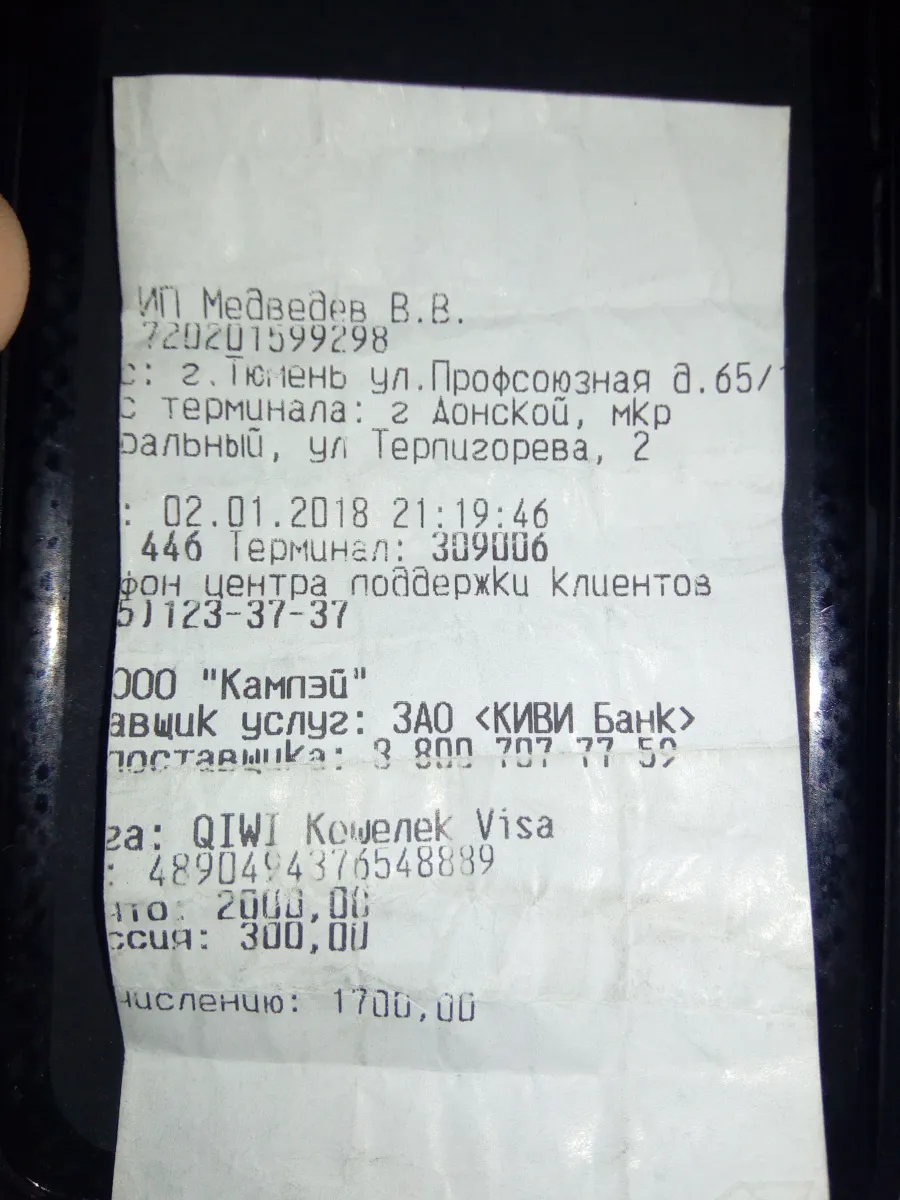 ИП Медведев В.В.
720201599298
с: г.Тюмень ул.Профсоюзная д.65/1
с терминала: г Донской, мкр
ральный, ул Терпигорева, 2
: 02.01.2018 21:19:46
446 Терминал: 309006
фон центра поддержки клиентов
5)123-37-37
ООО "Кампэй"
авщик услуг: ЗАО <КИВИ Банк>
поставщика: 8 800 707 77 59
га: QIWI Кошелек Visa
: 4890494376548889
ято: 2000,00
ссия: 300,00
числению: 1700,00